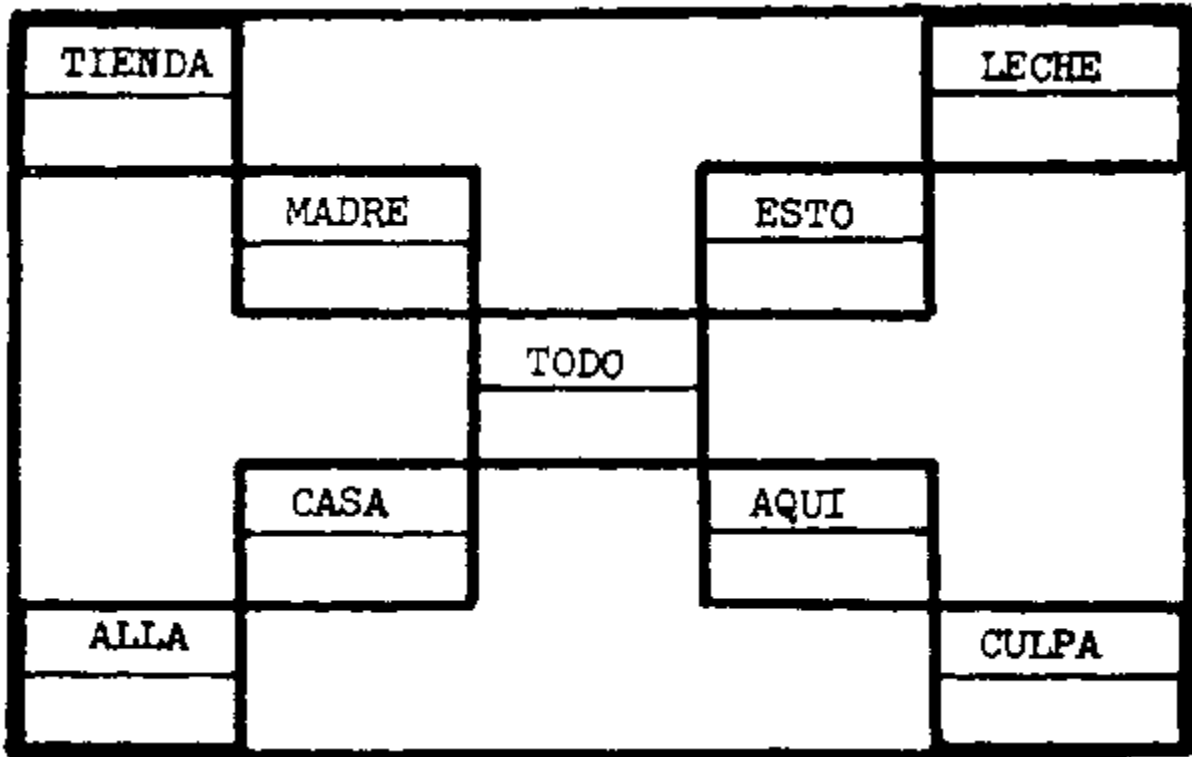 TIENDA LECHE
MADRE ESTO
TODO
CASA AQUI
ALLA CULPA